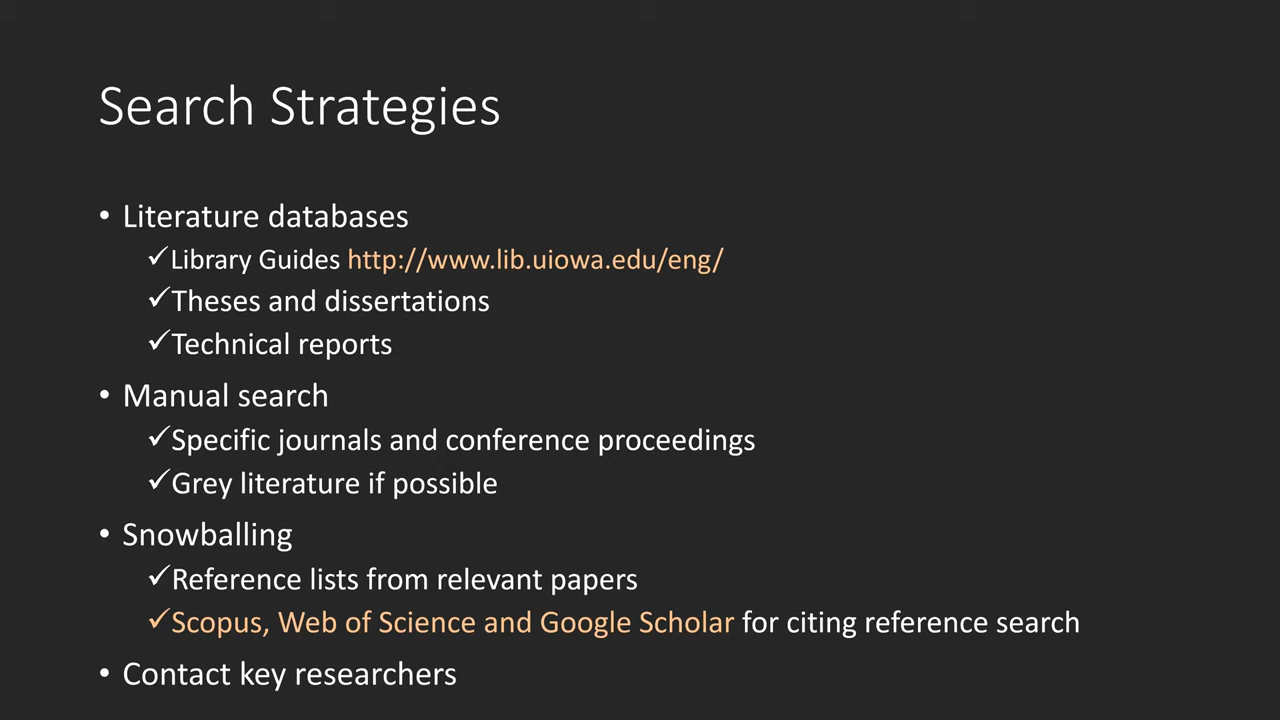 Search Strategies
• Literature databases
✓Library Guides http://www.lib.uiowa.edu/eng/
✓Theses and dissertations
✓Technical reports
• Manual search
✓Specific journals and conference proceedings
✓Grey literature if possible
• Snowballing
✓Reference lists from relevant papers
✓Scopus, Web of Science and Google Scholar for citing reference search
• Contact key researchers